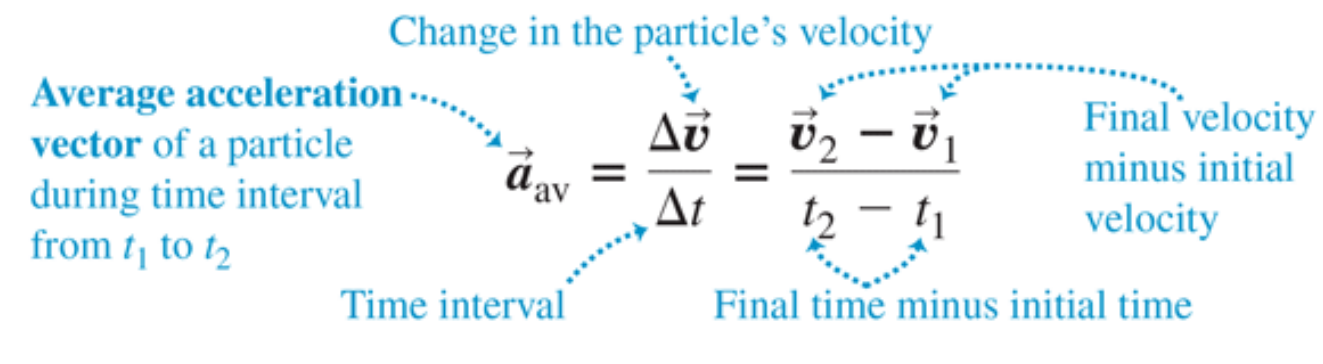 Change in the particle's velocity
Average acceleration
vector of a particle
during time interval
from t₁ to t₂
a⃗_av = Δv⃗/Δt = (v⃗₂ − v⃗₁)/(t₂ − t₁)
Final velocity
minus initial
velocity
Time interval
Final time minus initial time